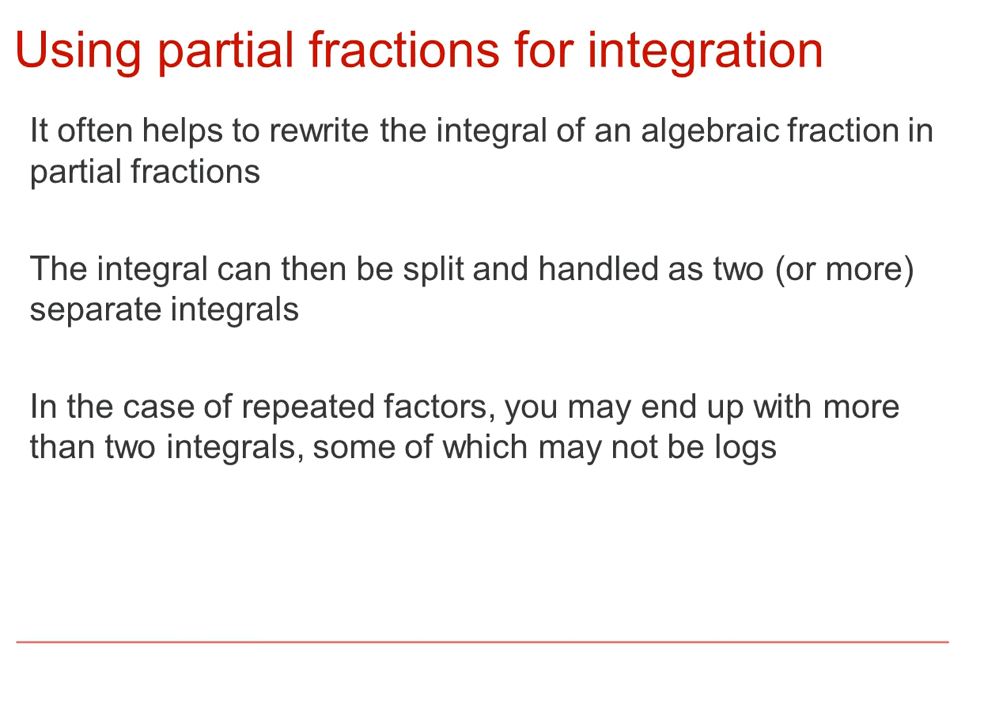 Using partial fractions for integration
It often helps to rewrite the integral of an algebraic fraction in
partial fractions
The integral can then be split and handled as two (or more)
separate integrals
In the case of repeated factors, you may end up with more
than two integrals, some of which may not be logs